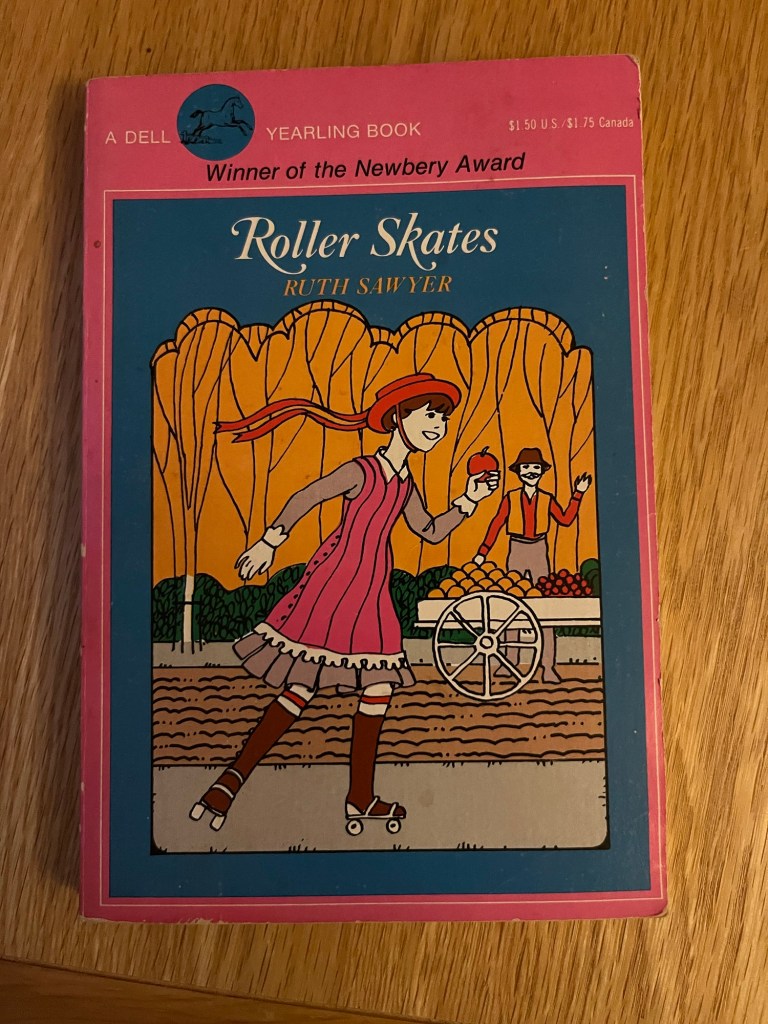 A DELL YEARLING BOOK $1.50 U.S./$1.75 Canada
Winner of the Newbery Award
Roller Skates
RUTH SAWYER